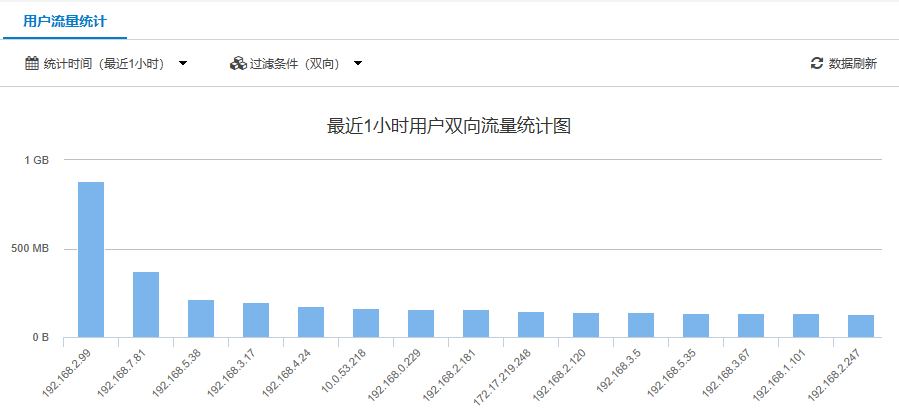 用户流量统计
统计时间（最近1小时）
过滤条件（双向）
数据刷新
最近1小时用户双向流量统计图
1 GB
500 MB
0 B
192.168.2.99
192.168.7.81
192.168.5.38
192.168.3.17
192.168.4.24
10.0.53.218
192.168.0.229
192.168.2.181
172.17.219.248
192.168.2.120
192.168.3.5
192.168.5.35
192.168.3.67
192.168.1.101
192.168.2.247